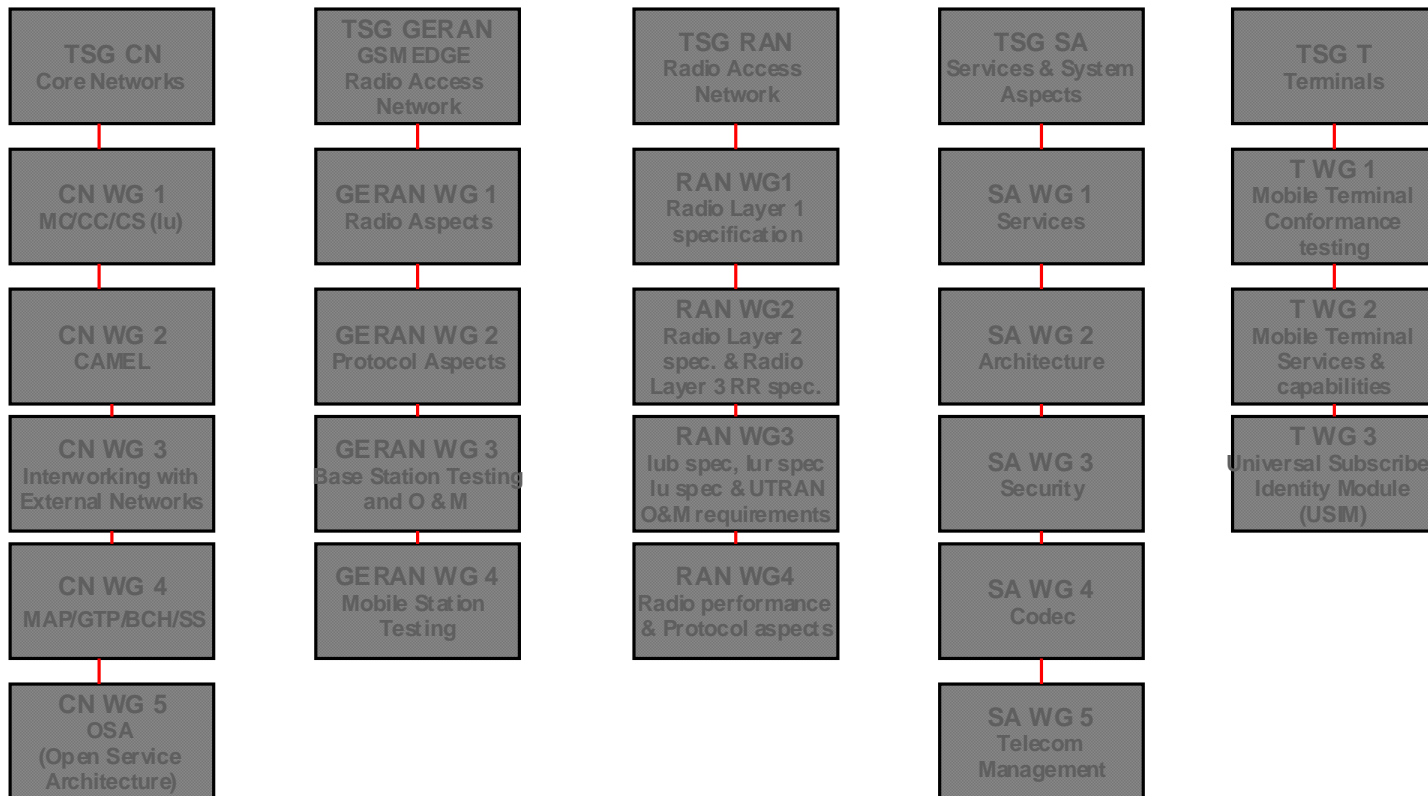 TSG CN
Core Networks
CN WG 1
MC/CC/CS (Iu)
CN WG 2
CAMEL
CN WG 3
Interworking with
External Networks
CN WG 4
MAP/GTP/BCH/SS
CN WG 5
OSA
(Open Service
Architecture)
TSG GERAN
GSM EDGE
Radio Access
Network
GERAN WG 1
Radio Aspects
GERAN WG 2
Protocol Aspects
GERAN WG 3
Base Station Testing
and O & M
GERAN WG 4
Mobile Station
Testing
TSG RAN
Radio Access
Network
RAN WG1
Radio Layer 1
specification
RAN WG2
Radio Layer 2
spec. & Radio
Layer 3 RR spec.
RAN WG3
Iub spec, Iur spec
Iu spec & UTRAN
O&M requirements
RAN WG4
Radio performance
& Protocol aspects
TSG SA
Services & System
Aspects
SA WG 1
Services
SA WG 2
Architecture
SA WG 3
Security
SA WG 4
Codec
SA WG 5
Telecom
Management
TSG T
Terminals
T WG 1
Mobile Terminal
Conformance
testing
T WG 2
Mobile Terminal
Services &
capabilities
T WG 3
Universal Subscribe
Identity Module
(USIM)